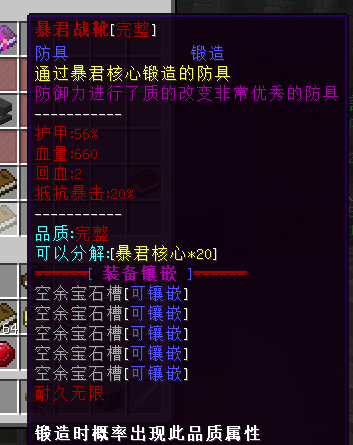 暴君战靴[完整]
防具 锻造
通过暴君核心锻造的防具
防御力进行了质的改变非常优秀的防具
------------
护甲:56%
血量:660
回血:2
抵抗暴击:20%
------------
品质:完整
可以分解:[暴君核心*20]
══════[ 装备镶嵌 ]══════
空余宝石槽[可镶嵌]
空余宝石槽[可镶嵌]
空余宝石槽[可镶嵌]
空余宝石槽[可镶嵌]
空余宝石槽[可镶嵌]
耐久无限
锻造时概率出现此品质属性
64